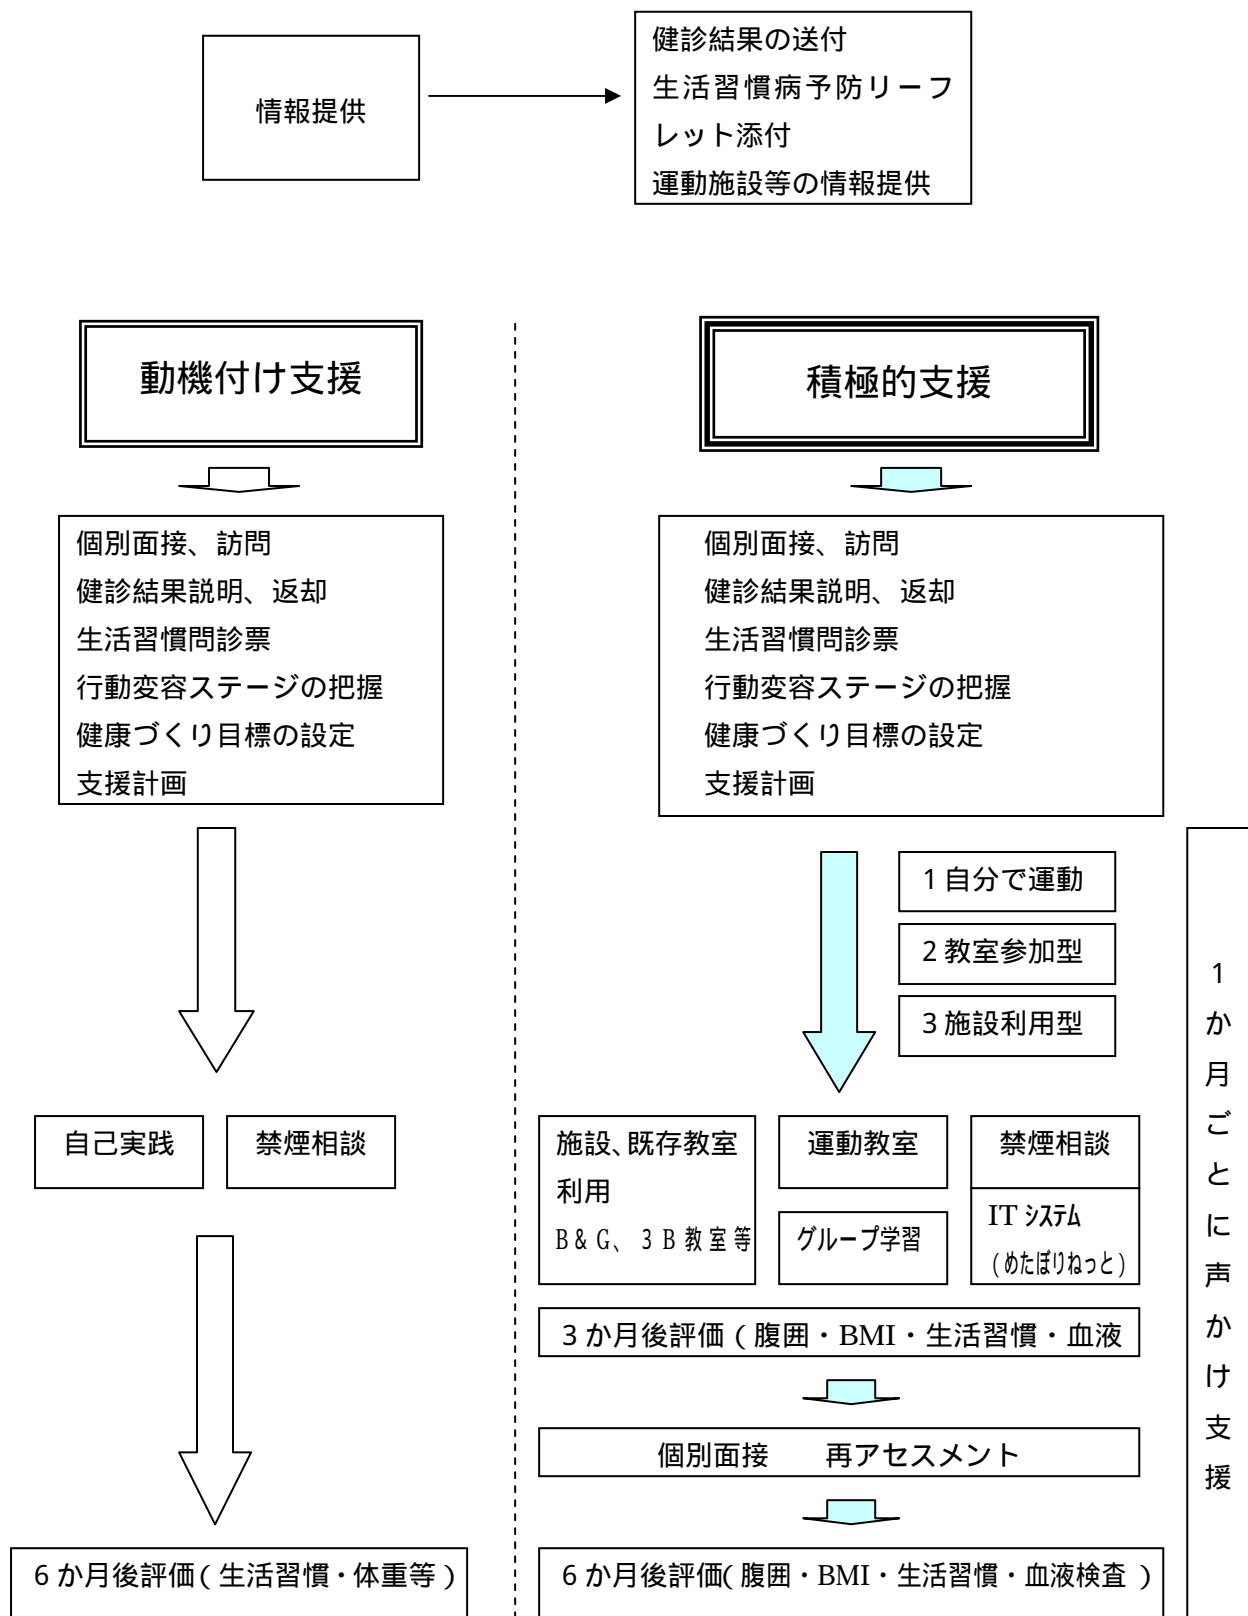 情報提供
健診結果の送付
生活習慣病予防リーフ
レット添付
運動施設等の情報提供
動機付け支援
個別面接、訪問
健診結果説明、返却
生活習慣問診票
行動変容ステージの把握
健康づくり目標の設定
支援計画
自己実践
禁煙相談
6か月後評価(生活習慣・体重等)
積極的支援
個別面接、訪問
健診結果説明、返却
生活習慣問診票
行動変容ステージの把握
健康づくり目標の設定
支援計画
1自分で運動
2教室参加型
3施設利用型
施設、既存教室
利用
B&G、3B教室等
運動教室
グループ学習
禁煙相談
ITシステム
(めたぼりねっと)
3か月後評価(腹囲・BMI・生活習慣・血液
個別面接 再アセスメント
6か月後評価(腹囲・BMI・生活習慣・血液検査)
1か月ごとに声かけ支援